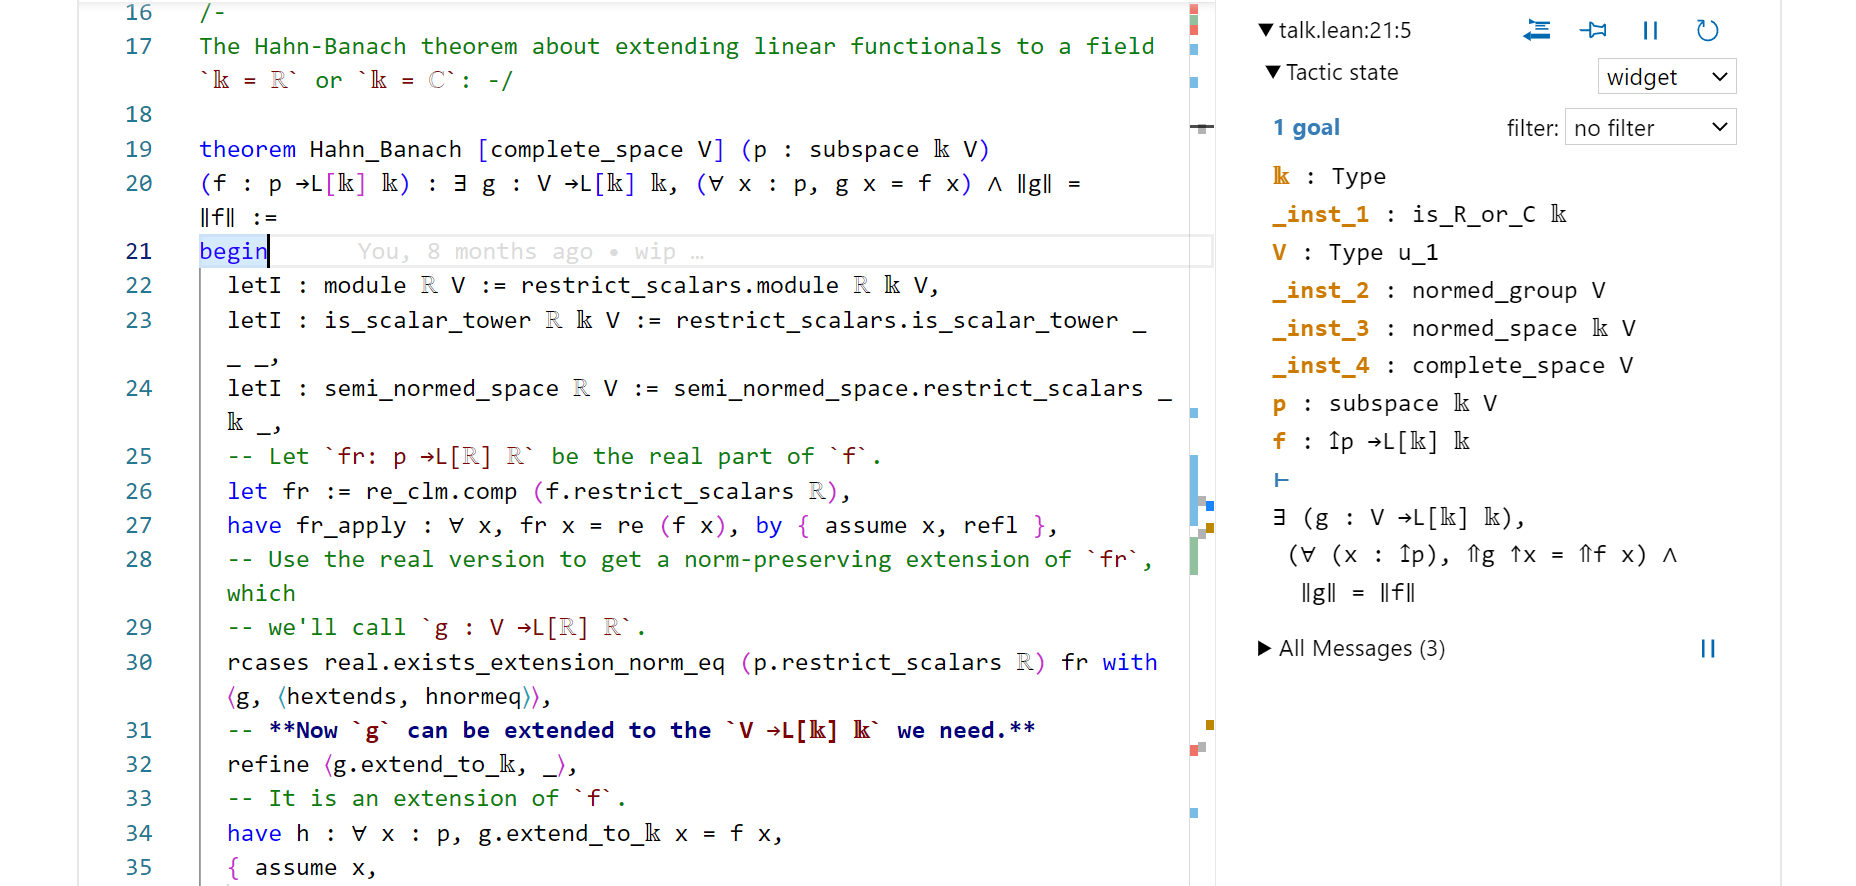 16 /-
17 The Hahn-Banach theorem about extending linear functionals to a field
`𝕜 = ℝ` or `𝕜 = ℂ`: -/
18
19 theorem Hahn_Banach [complete_space V] (p : subspace 𝕜 V)
20 (f : p →L[𝕜] 𝕜) : ∃ g : V →L[𝕜] 𝕜, (∀ x : p, g x = f x) ∧ ∥g∥ =
∥f∥ :=
21 begin You, 8 months ago • wip …
22 letI : module ℝ V := restrict_scalars.module ℝ 𝕜 V,
23 letI : is_scalar_tower ℝ 𝕜 V := restrict_scalars.is_scalar_tower _
_ _,
24 letI : semi_normed_space ℝ V := semi_normed_space.restrict_scalars _
𝕜 _,
25 -- Let `fr: p →L[ℝ] ℝ` be the real part of `f`.
26 let fr := re_clm.comp (f.restrict_scalars ℝ),
27 have fr_apply : ∀ x, fr x = re (f x), by { assume x, refl },
28 -- Use the real version to get a norm-preserving extension of `fr`,
which
29 -- we'll call `g : V →L[ℝ] ℝ`.
30 rcases real.exists_extension_norm_eq (p.restrict_scalars ℝ) fr with
⟨g, ⟨hextends, hnormeq⟩⟩,
31 -- **Now `g` can be extended to the `V →L[𝕜] 𝕜` we need.**
32 refine ⟨g.extend_to_𝕜, _⟩,
33 -- It is an extension of `f`.
34 have h : ∀ x : p, g.extend_to_𝕜 x = f x,
35 { assume x,
▼ talk.lean:21:5
▼ Tactic state
widget
1 goal filter: no filter
𝕜 : Type
_inst_1 : is_R_or_C 𝕜
V : Type u_1
_inst_2 : normed_group V
_inst_3 : normed_space 𝕜 V
_inst_4 : complete_space V
p : subspace 𝕜 V
f : ↥p →L[𝕜] 𝕜
⊢
∃ (g : V →L[𝕜] 𝕜),
(∀ (x : ↥p), ⇑g ↑x = ⇑f x) ∧
∥g∥ = ∥f∥
▶ All Messages (3)